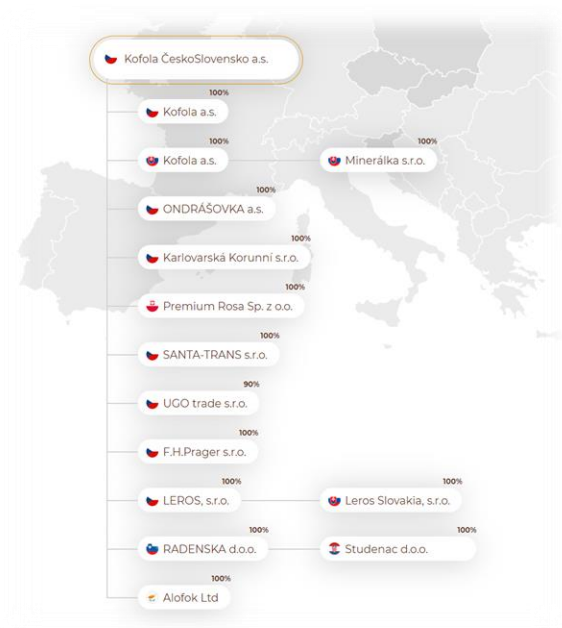 Kofola ČeskoSlovensko a.s.
100%
Kofola a.s.
100%
Kofola a.s.
100%
Minerálka s.r.o.
100%
ONDRÁŠOVKA a.s.
100%
Karlovarská Korunní s.r.o.
100%
Premium Rosa Sp. z o.o.
100%
SANTA-TRANS s.r.o.
90%
UGO trade s.r.o.
100%
F.H.Prager s.r.o.
100%
LEROS, s.r.o.
100%
Leros Slovakia, s.r.o.
100%
RADENSKA d.o.o.
100%
Studenac d.o.o.
100%
Alofok Ltd